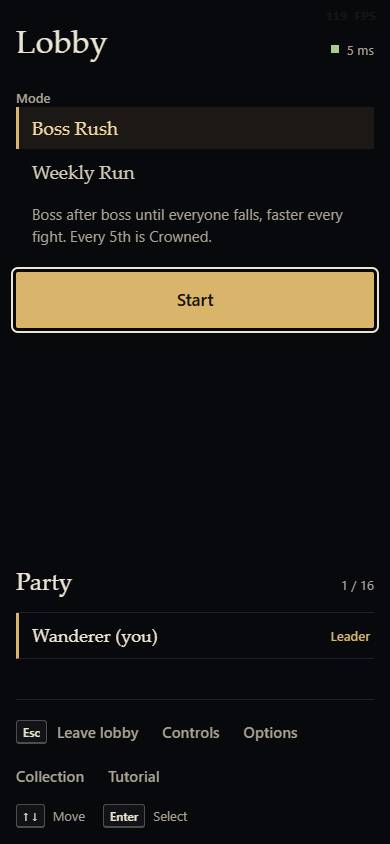 119 FPS
Lobby
5 ms
Mode
Boss Rush
Weekly Run
Boss after boss until everyone falls, faster every
fight. Every 5th is Crowned.
Start
Party
1 / 16
Wanderer (you)
Leader
Esc Leave lobby Controls Options
Collection Tutorial
↑↓ Move Enter Select